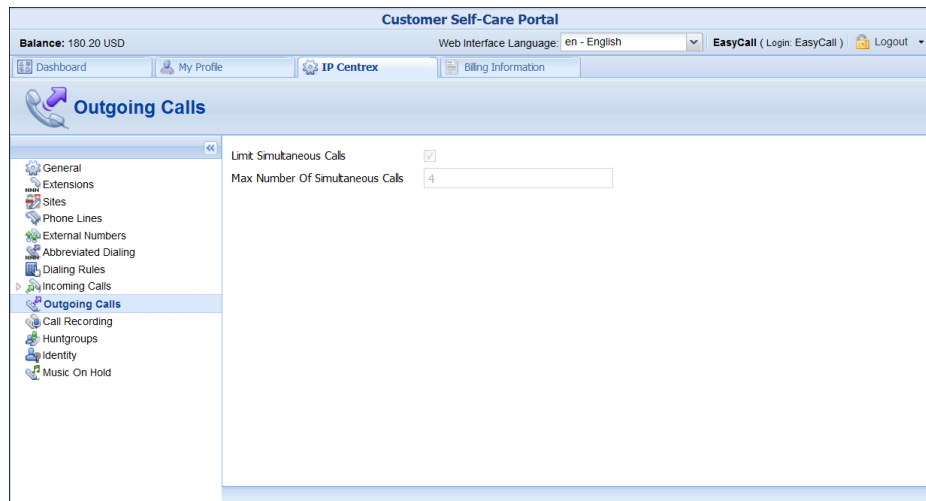 Customer Self-Care Portal
Balance: 180.20 USD Web Interface Language: en - English EasyCall ( Login: EasyCall ) Logout
Dashboard My Profile IP Centrex Billing Information
Outgoing Calls
Limit Simultaneous Calls
General
Max Number Of Simultaneous Calls 4
NNN Extensions
Sites
Phone Lines
External Numbers
NNN Abbreviated Dialing
Dialing Rules
Incoming Calls
Outgoing Calls
Call Recording
Huntgroups
Identity
Music On Hold